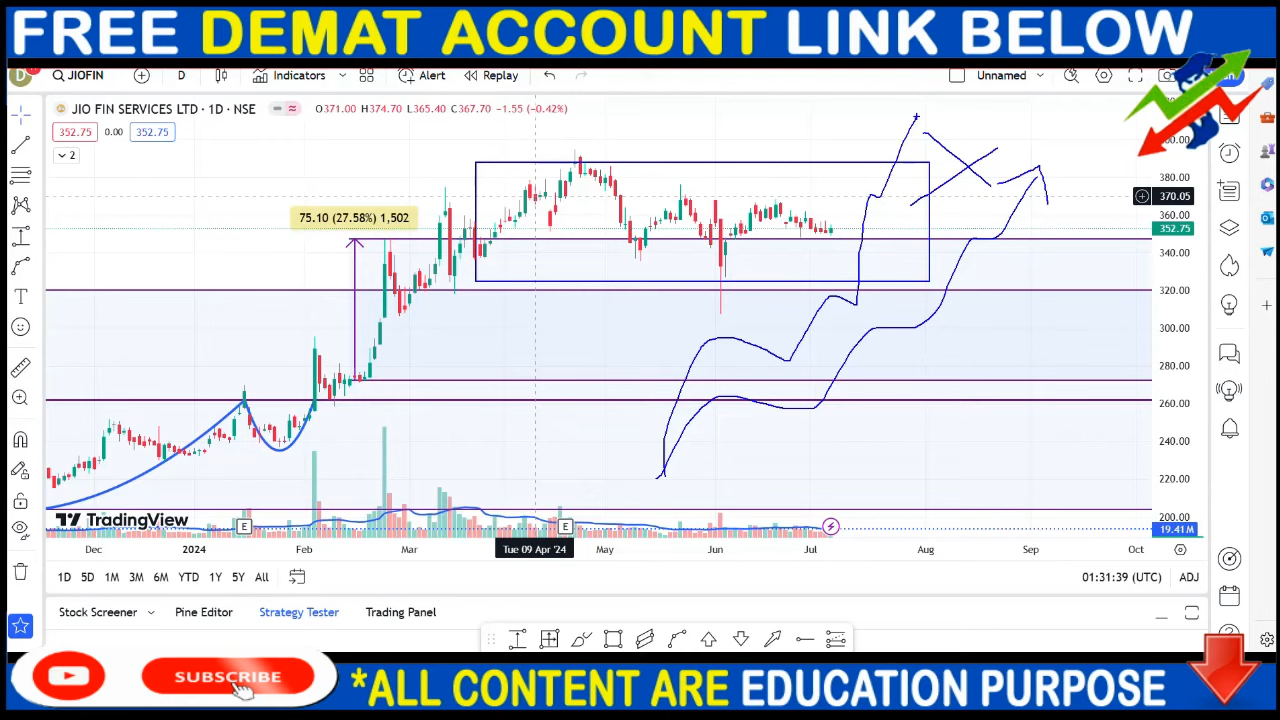 FREE DEMAT ACCOUNT LINK BELOW
D JIOFIN D Indicators Alert Replay Unnamed
JIO FIN SERVICES LTD · 1D · NSE O371.00 H374.70 L365.40 C367.70 -1.55 (-0.42%)
352.75 0.00 352.75
2
75.10 (27.58%) 1,502
380.00
370.05
360.00
352.75
340.00
320.00
300.00
280.00
260.00
240.00
220.00
200.00
19.41M
TradingView
E E
Dec 2024 Feb Mar Tue 09 Apr '24 May Jun Jul Aug Sep Oct
1D 5D 1M 3M 6M YTD 1Y 5Y All 01:31:39 (UTC) ADJ
Stock Screener Pine Editor Strategy Tester Trading Panel
SUBSCRIBE
*ALL CONTENT ARE EDUCATION PURPOSE